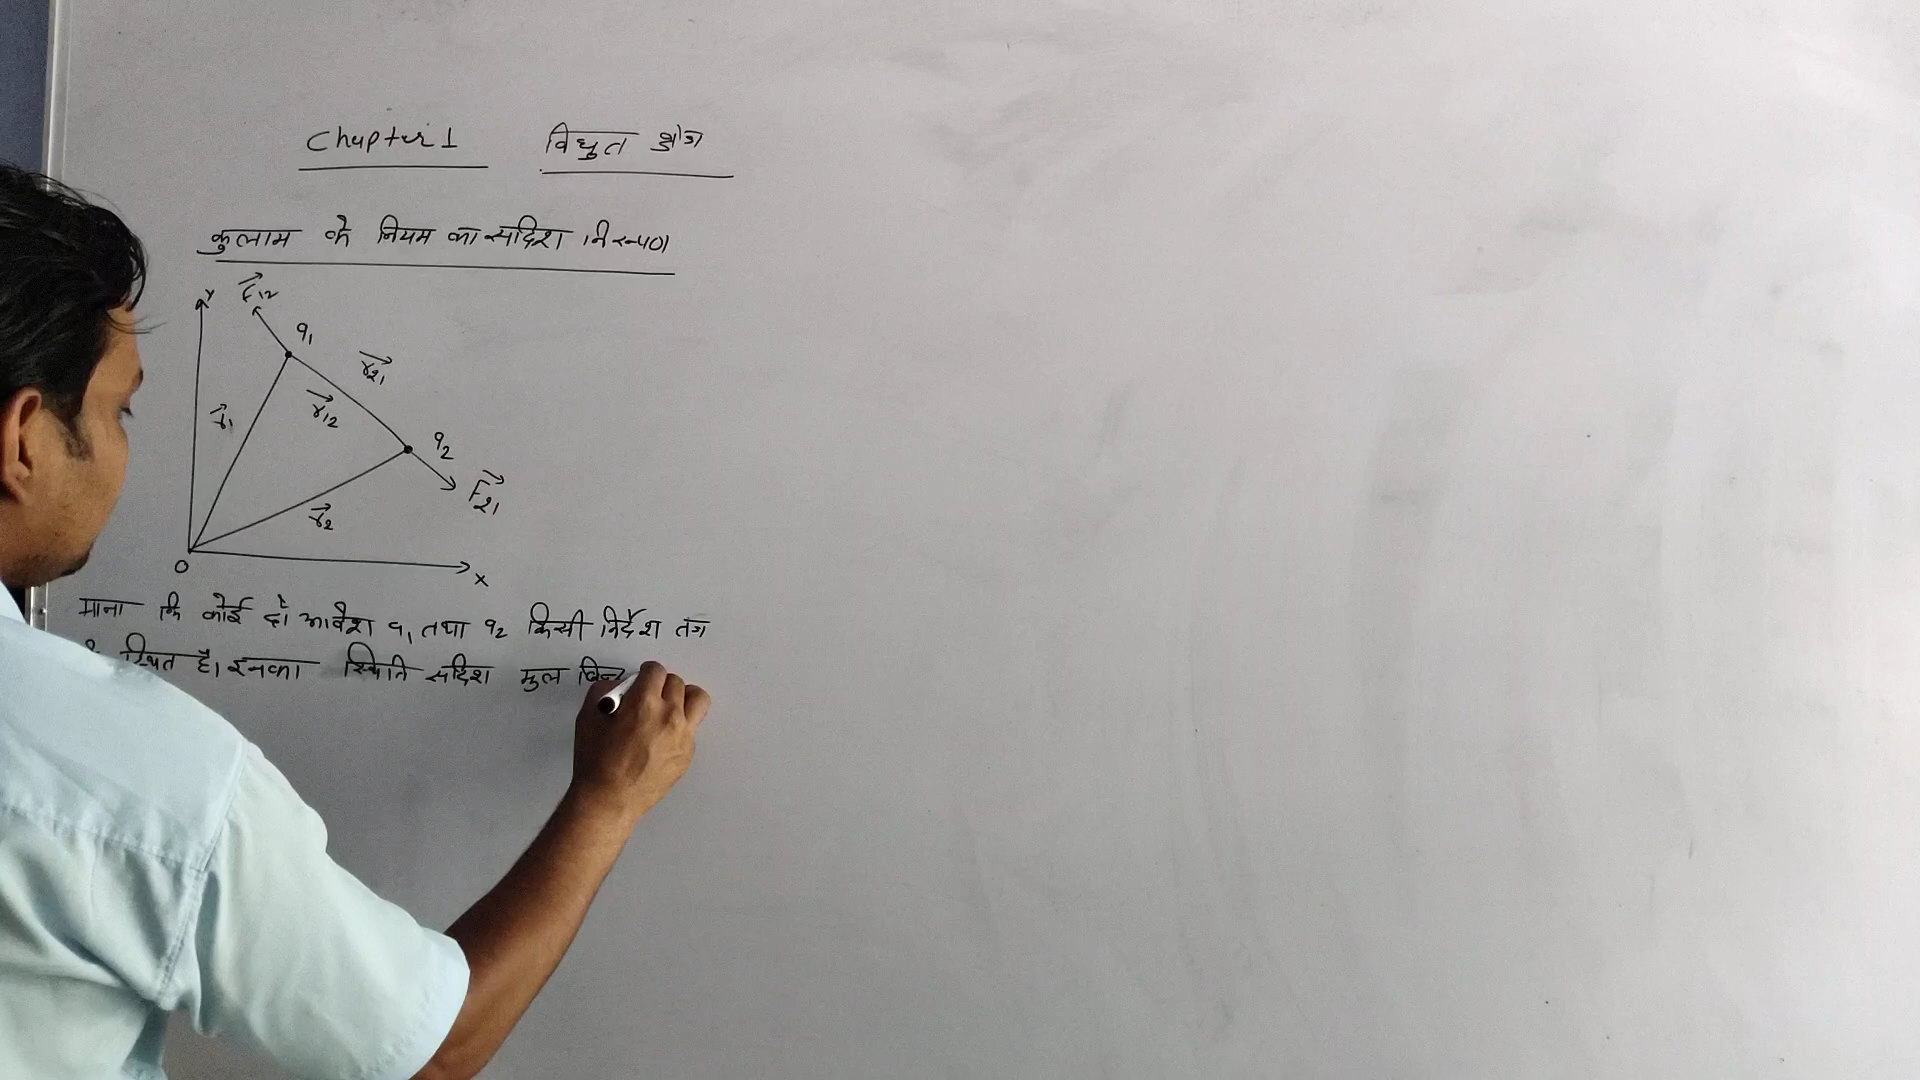 Chapter 1 विधुत क्षेत्र
कुलाम के नियम का सदिश निरूपण
Y
F₁₂
q₁
r₂₁
r₁₂
r₁
q₂
F₂₁
r₂
O
X
माना कि कोई दो आवेश q₁ तथा q₂ किसी निर्देश तंत्र
स्थित है। इनका स्थिति सदिश मुल